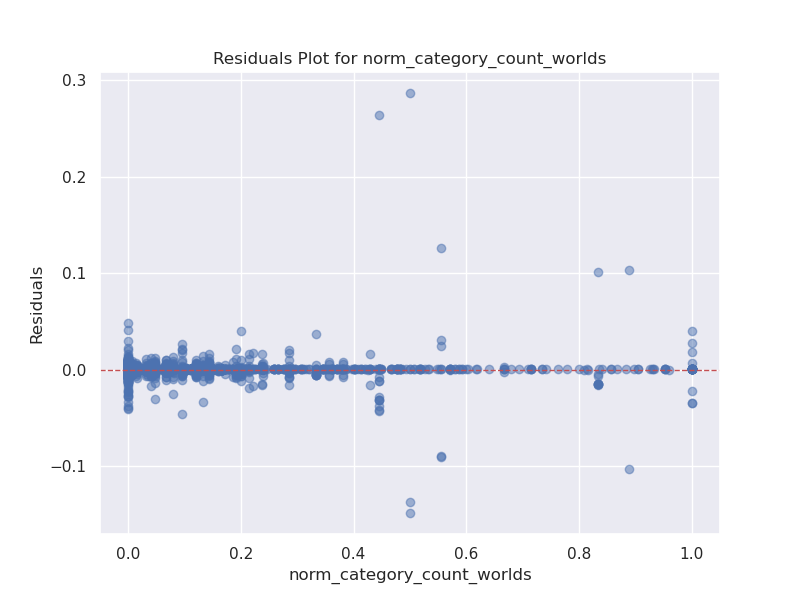 Residuals Plot for norm_category_count_worlds
0.3
0.2
0.1
0.0
−0.1
Residuals
0.0 0.2 0.4 0.6 0.8 1.0
norm_category_count_worlds